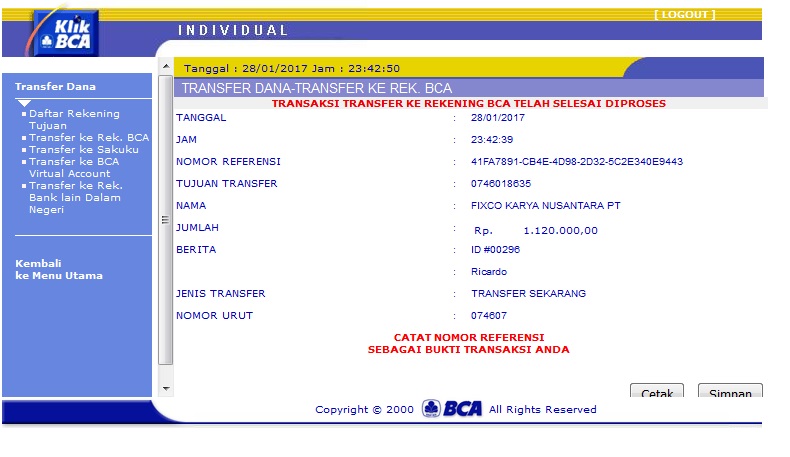 Klik BCA
INDIVIDUAL
[ LOGOUT ]
Tanggal : 28/01/2017 Jam : 23:42:50
Transfer Dana
Daftar Rekening
Tujuan
Transfer ke Rek. BCA
Transfer ke Sakuku
Transfer ke BCA
Virtual Account
Transfer ke Rek.
Bank lain Dalam
Negeri
Kembali
ke Menu Utama
TRANSFER DANA-TRANSFER KE REK. BCA
TRANSAKSI TRANSFER KE REKENING BCA TELAH SELESAI DIPROSES
TANGGAL : 28/01/2017
JAM : 23:42:39
NOMOR REFERENSI : 41FA7891-CB4E-4D98-2D32-5C2E340E9443
TUJUAN TRANSFER : 0746018635
NAMA : FIXCO KARYA NUSANTARA PT
JUMLAH : Rp. 1.120.000,00
BERITA : ID #00296
: Ricardo
JENIS TRANSFER : TRANSFER SEKARANG
NOMOR URUT : 074607
CATAT NOMOR REFERENSI
SEBAGAI BUKTI TRANSAKSI ANDA
Cetak Simpan
Copyright © 2000 BCA All Rights Reserved